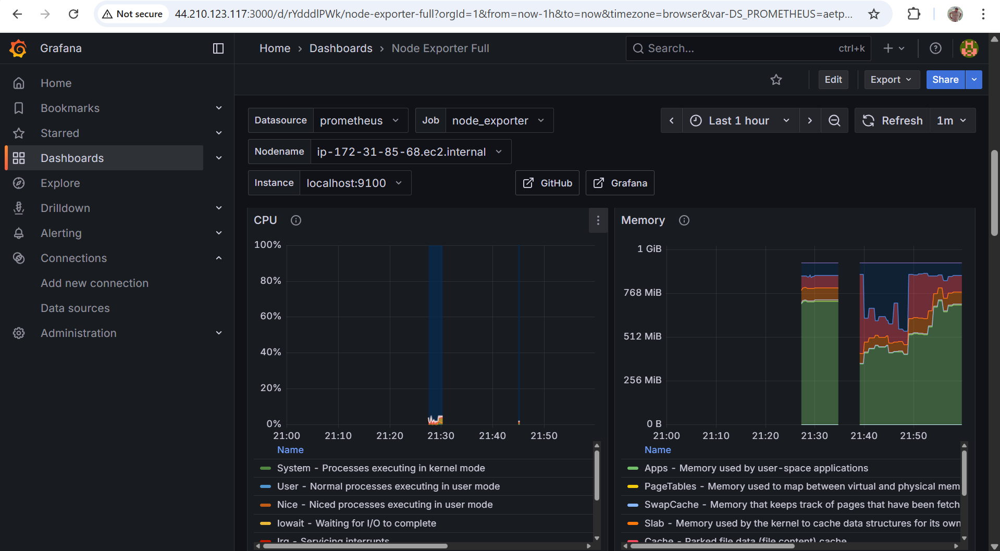 Not secure 44.210.123.117:3000/d/rYdddlPWk/node-exporter-full?orgId=1&from=now-1h&to=now&timezone=browser&var-DS_PROMETHEUS=aetp...
Grafana
Home › Dashboards › Node Exporter Full
Search... ctrl+k
Edit Export Share
Home
Bookmarks
Starred
Dashboards
Explore
Drilldown
Alerting
Connections
Add new connection
Data sources
Administration
Datasource prometheus Job node_exporter Last 1 hour Refresh 1m
Nodename ip-172-31-85-68.ec2.internal
Instance localhost:9100 GitHub Grafana
CPU
100%
80%
60%
40%
20%
0%
21:00 21:10 21:20 21:30 21:40 21:50
Name
System - Processes executing in kernel mode
User - Normal processes executing in user mode
Nice - Niced processes executing in user mode
Iowait - Waiting for I/O to complete
Irq - Servicing interrupts
Memory
1 GiB
768 MiB
512 MiB
256 MiB
0 B
21:00 21:10 21:20 21:30 21:40 21:50
Name
Apps - Memory used by user-space applications
PageTables - Memory used to map between virtual and physical mem
SwapCache - Memory that keeps track of pages that have been fetch
Slab - Memory used by the kernel to cache data structures for its own
Cache - Parked file data (file content) cache